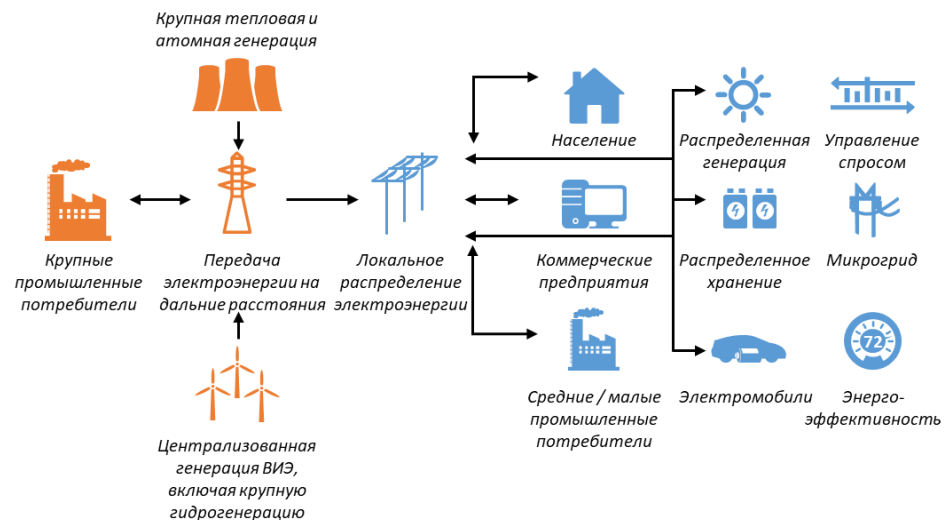 Крупная тепловая и
атомная генерация
Население
Распределенная
генерация
Управление
спросом
Крупные
промышленные
потребители
Передача
электроэнергии на
дальние расстояния
Локальное
распределение
электроэнергии
Коммерческие
предприятия
Распределенное
хранение
Микрогрид
72
Средние / малые
промышленные
потребители
Электромобили
Энерго-
эффективность
Централизованная
генерация ВИЭ,
включая крупную
гидрогенерацию